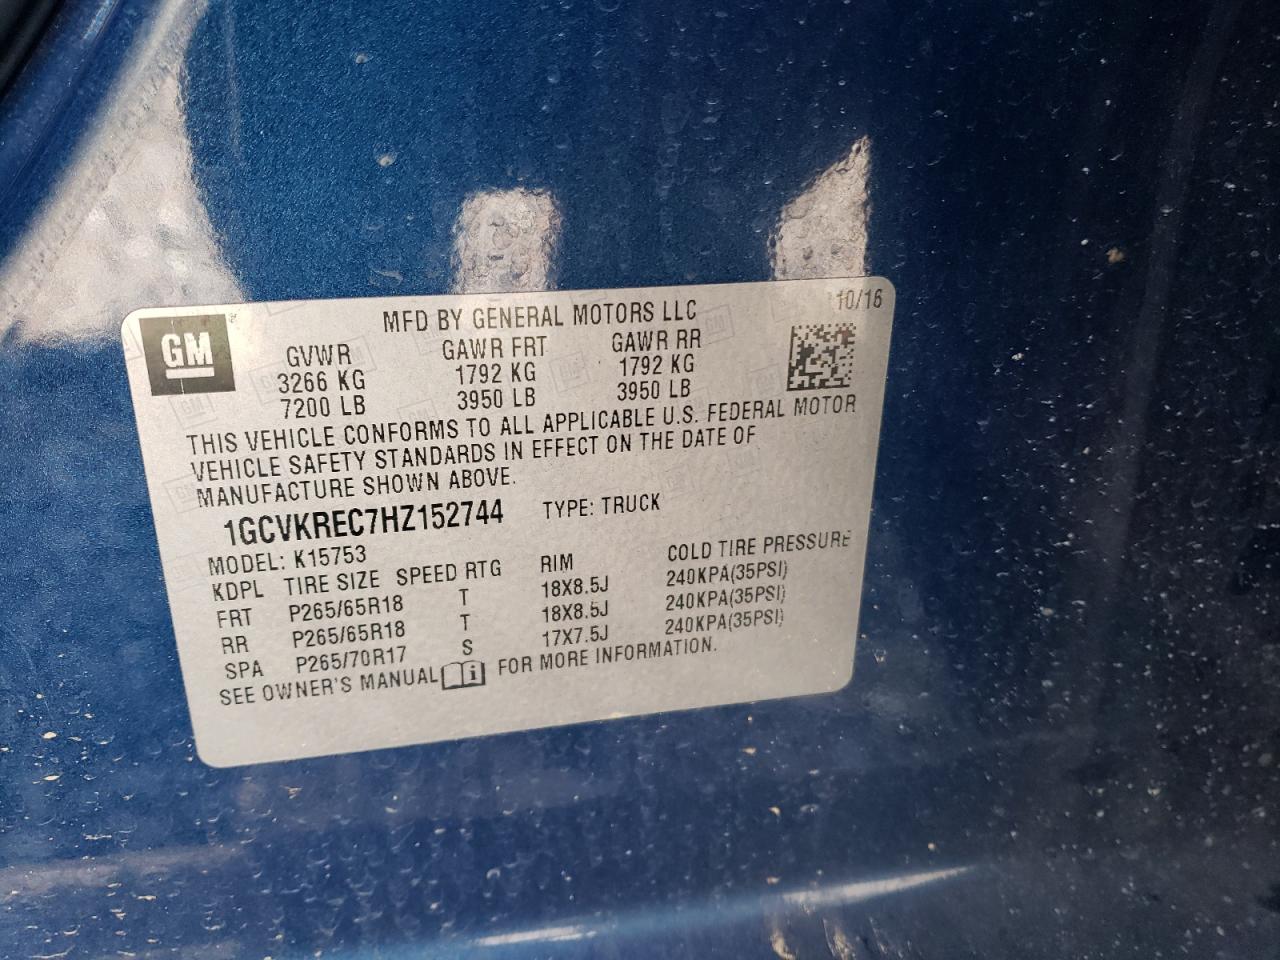 GM
MFD BY GENERAL MOTORS LLC
10/16
GVWR GAWR FRT GAWR RR
3266 KG 1792 KG 1792 KG
7200 LB 3950 LB 3950 LB
THIS VEHICLE CONFORMS TO ALL APPLICABLE U.S. FEDERAL MOTOR
VEHICLE SAFETY STANDARDS IN EFFECT ON THE DATE OF
MANUFACTURE SHOWN ABOVE.
1GCVKREC7HZ152744 TYPE: TRUCK
MODEL: K15753
KDPL TIRE SIZE SPEED RTG RIM COLD TIRE PRESSURE
FRT P265/65R18 T 18X8.5J 240KPA(35PSI)
RR P265/65R18 T 18X8.5J 240KPA(35PSI)
SPA P265/70R17 S 17X7.5J 240KPA(35PSI)
SEE OWNER'S MANUAL i FOR MORE INFORMATION.